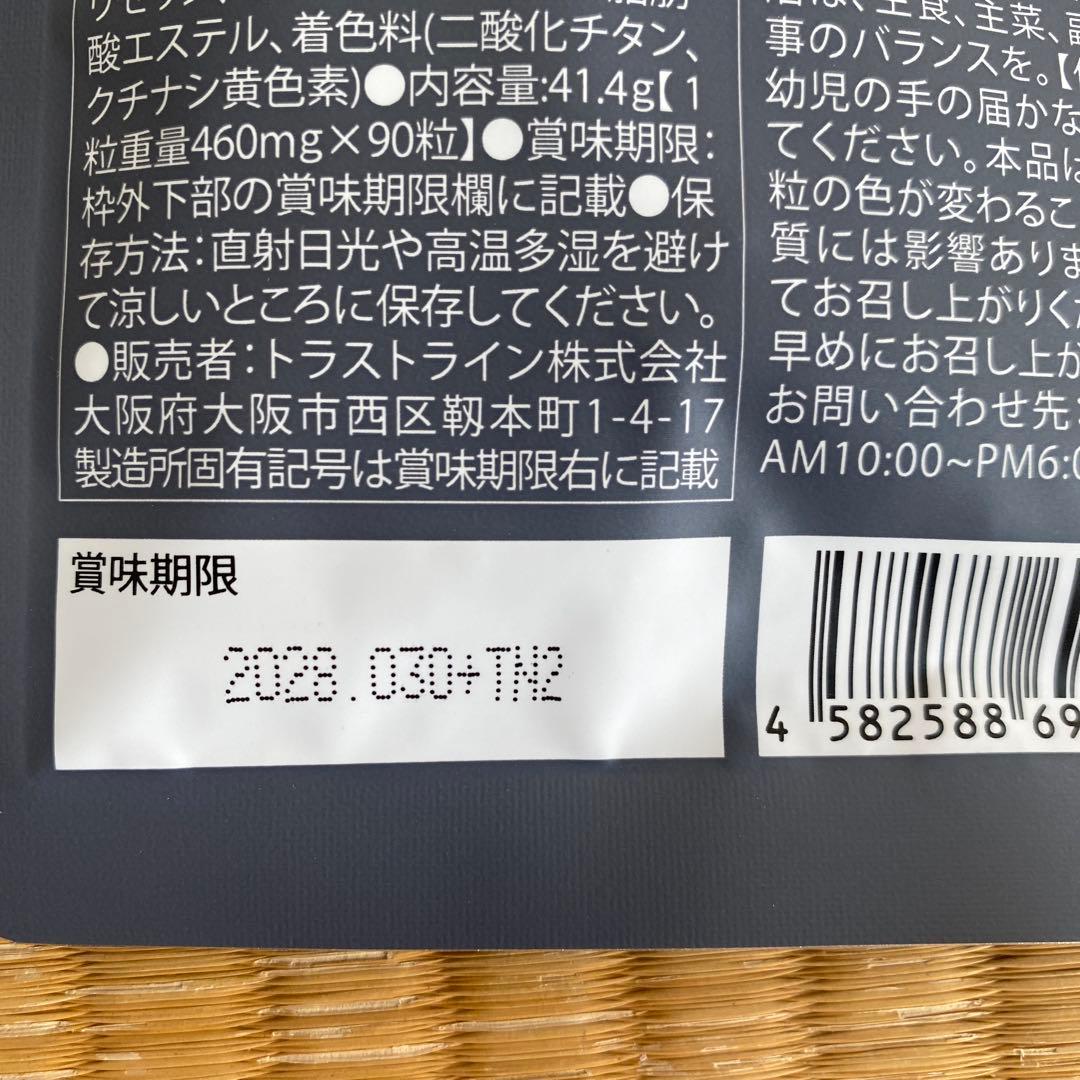 酸エステル、着色料(二酸化チタン、
クチナシ黄色素)●内容量:41.4g【1
粒重量460mg×90粒】●賞味期限:
枠外下部の賞味期限欄に記載●保
存方法:直射日光や高温多湿を避け
て涼しいところに保存してください。
●販売者:トラストライン株式会社
大阪府大阪市西区靱本町1-4-17
製造所固有記号は賞味期限右に記載
は、主食、主菜、副
事のバランスを。【
幼児の手の届かな
てください。本品は
粒の色が変わるこ
質には影響ありま
てお召し上がりくだ
早めにお召し上が
お問い合わせ先:
AM10:00~PM6:0
賞味期限
2028.030+TN2
4 582588 69